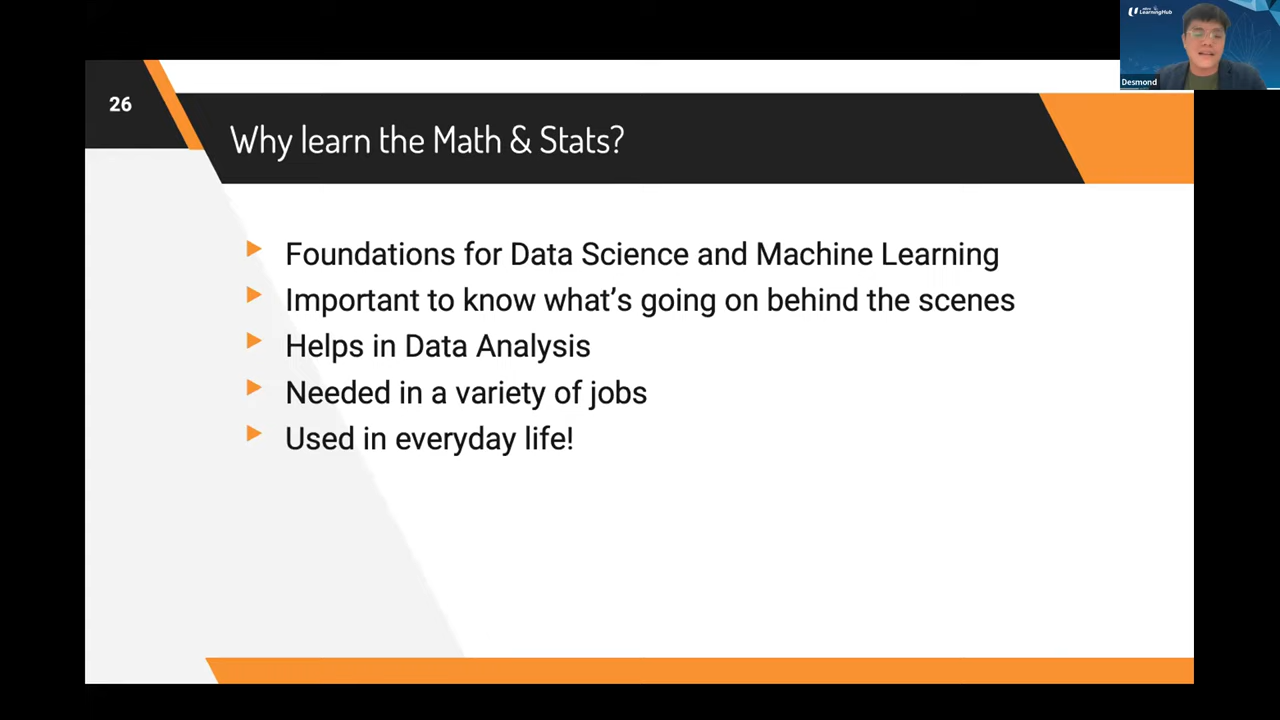 26
Why learn the Math & Stats?
Foundations for Data Science and Machine Learning
Important to know what's going on behind the scenes
Helps in Data Analysis
Needed in a variety of jobs
Used in everyday life!
LearningHub
Desmond